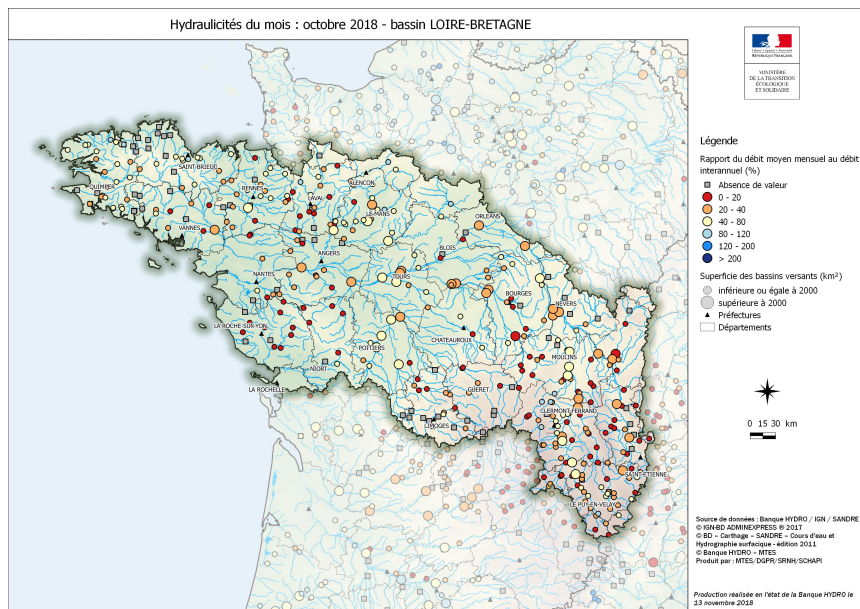 Hydraulicités du mois : octobre 2018 - bassin LOIRE-BRETAGNE
RÉPUBLIQUE FRANÇAISE
MINISTÈRE
DE LA TRANSITION
ÉCOLOGIQUE
ET SOLIDAIRE
SAINT-BRIEUC
QUIMPER
RENNES
LAVAL
ALENCON
LE-MANS
ORLEANS
VANNES
BLOIS
ANGERS
NANTES
TOURS
BOURGES
NEVERS
LA ROCHE-SUR-YON
CHATEAUROUX
POITIERS
MOULINS
NIORT
LA ROCHELLE
GUERET
CLERMONT-FERRAND
LIMOGES
SAINT-ETIENNE
LE PUY-EN-VELAY
Légende
Rapport du débit moyen mensuel au débit
interannuel (%)
Absence de valeur
0 - 20
20 - 40
40 - 80
80 - 120
120 - 200
> 200
Superficie des bassins versants (km²)
inférieure ou égale à 2000
supérieure à 2000
Préfectures
Départements
0 15 30 km
Source de données : Banque HYDRO / IGN / SANDRE
© IGN-BD ADMINEXPRESS ® 2017
© BD – Carthage – SANDRE – Cours d'eau et
Hydrographie surfacique - édition 2011
© Banque HYDRO – MTES
Produit par : MTES/DGPR/SRNH/SCHAPI
Production réalisée en l'état de la Banque HYDRO le
13 novembre 2018